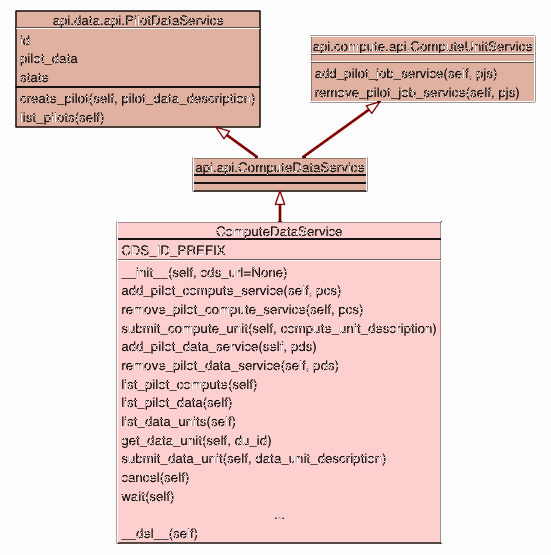 api.data.api.PilotDataService
id
pilot_data
state
create_pilot(self, pilot_data_description)
list_pilots(self)
api.compute.api.ComputeUnitService
add_pilot_job_service(self, pjs)
remove_pilot_job_service(self, pjs)
api.api.ComputeDataService
ComputeDataService
CDS_ID_PREFIX
__init__(self, cds_url=None)
add_pilot_compute_service(self, pcs)
remove_pilot_compute_service(self, pcs)
submit_compute_unit(self, compute_unit_description)
add_pilot_data_service(self, pds)
remove_pilot_data_service(self, pds)
list_pilot_compute(self)
list_pilot_data(self)
list_data_units(self)
get_data_unit(self, du_id)
submit_data_unit(self, data_unit_description)
cancel(self)
wait(self)
...
__del__(self)